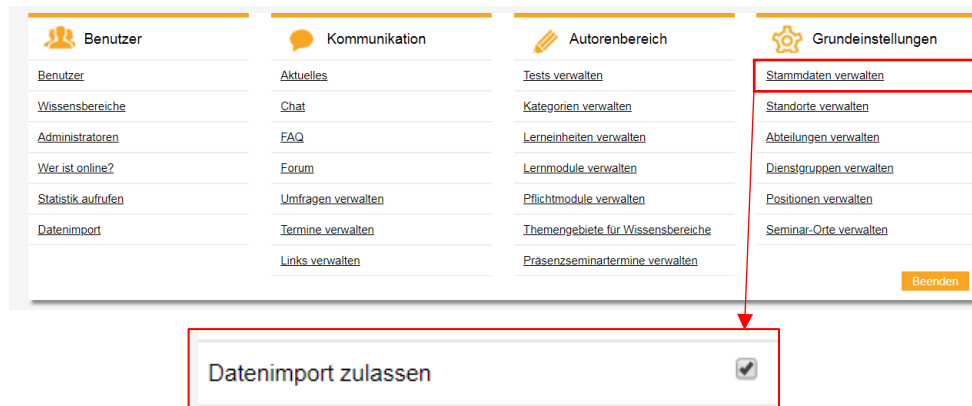 Benutzer
Benutzer
Wissensbereiche
Administratoren
Wer ist online?
Statistik aufrufen
Datenimport
Kommunikation
Aktuelles
Chat
FAQ
Forum
Umfragen verwalten
Termine verwalten
Links verwalten
Autorenbereich
Tests verwalten
Kategorien verwalten
Lerneinheiten verwalten
Lernmodule verwalten
Pflichtmodule verwalten
Themengebiete für Wissensbereiche
Präsenzseminartermine verwalten
Grundeinstellungen
Stammdaten verwalten
Standorte verwalten
Abteilungen verwalten
Dienstgruppen verwalten
Positionen verwalten
Seminar-Orte verwalten
Beenden
Datenimport zulassen